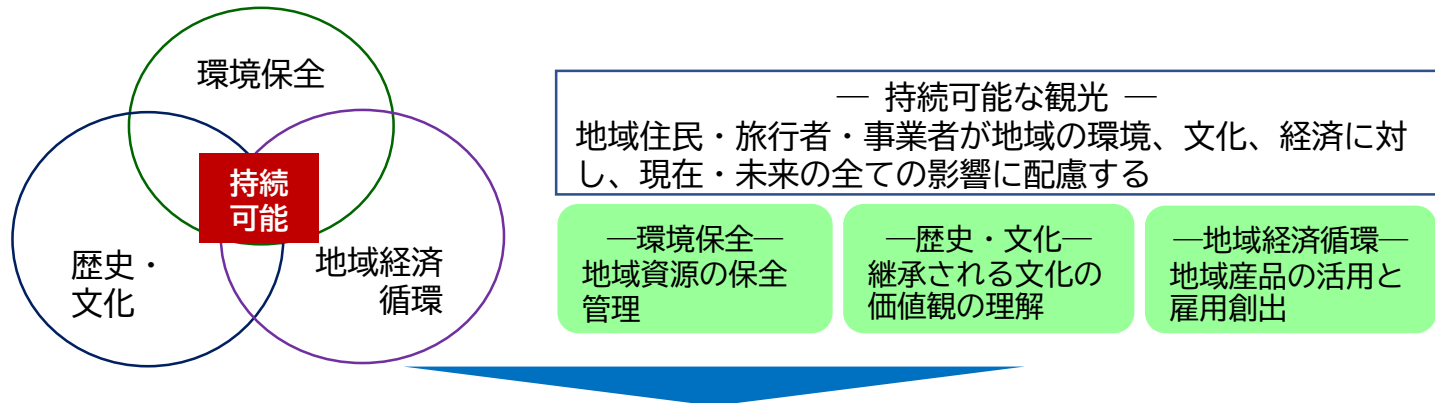 環境保全
持続
可能
歴史・
文化
地域経済
循環
― 持続可能な観光 ―
地域住民・旅行者・事業者が地域の環境、文化、経済に対
し、現在・未来の全ての影響に配慮する
―環境保全―
地域資源の保全
管理
―歴史・文化―
継承される文化の
価値観の理解
―地域経済循環―
地域産品の活用と
雇用創出